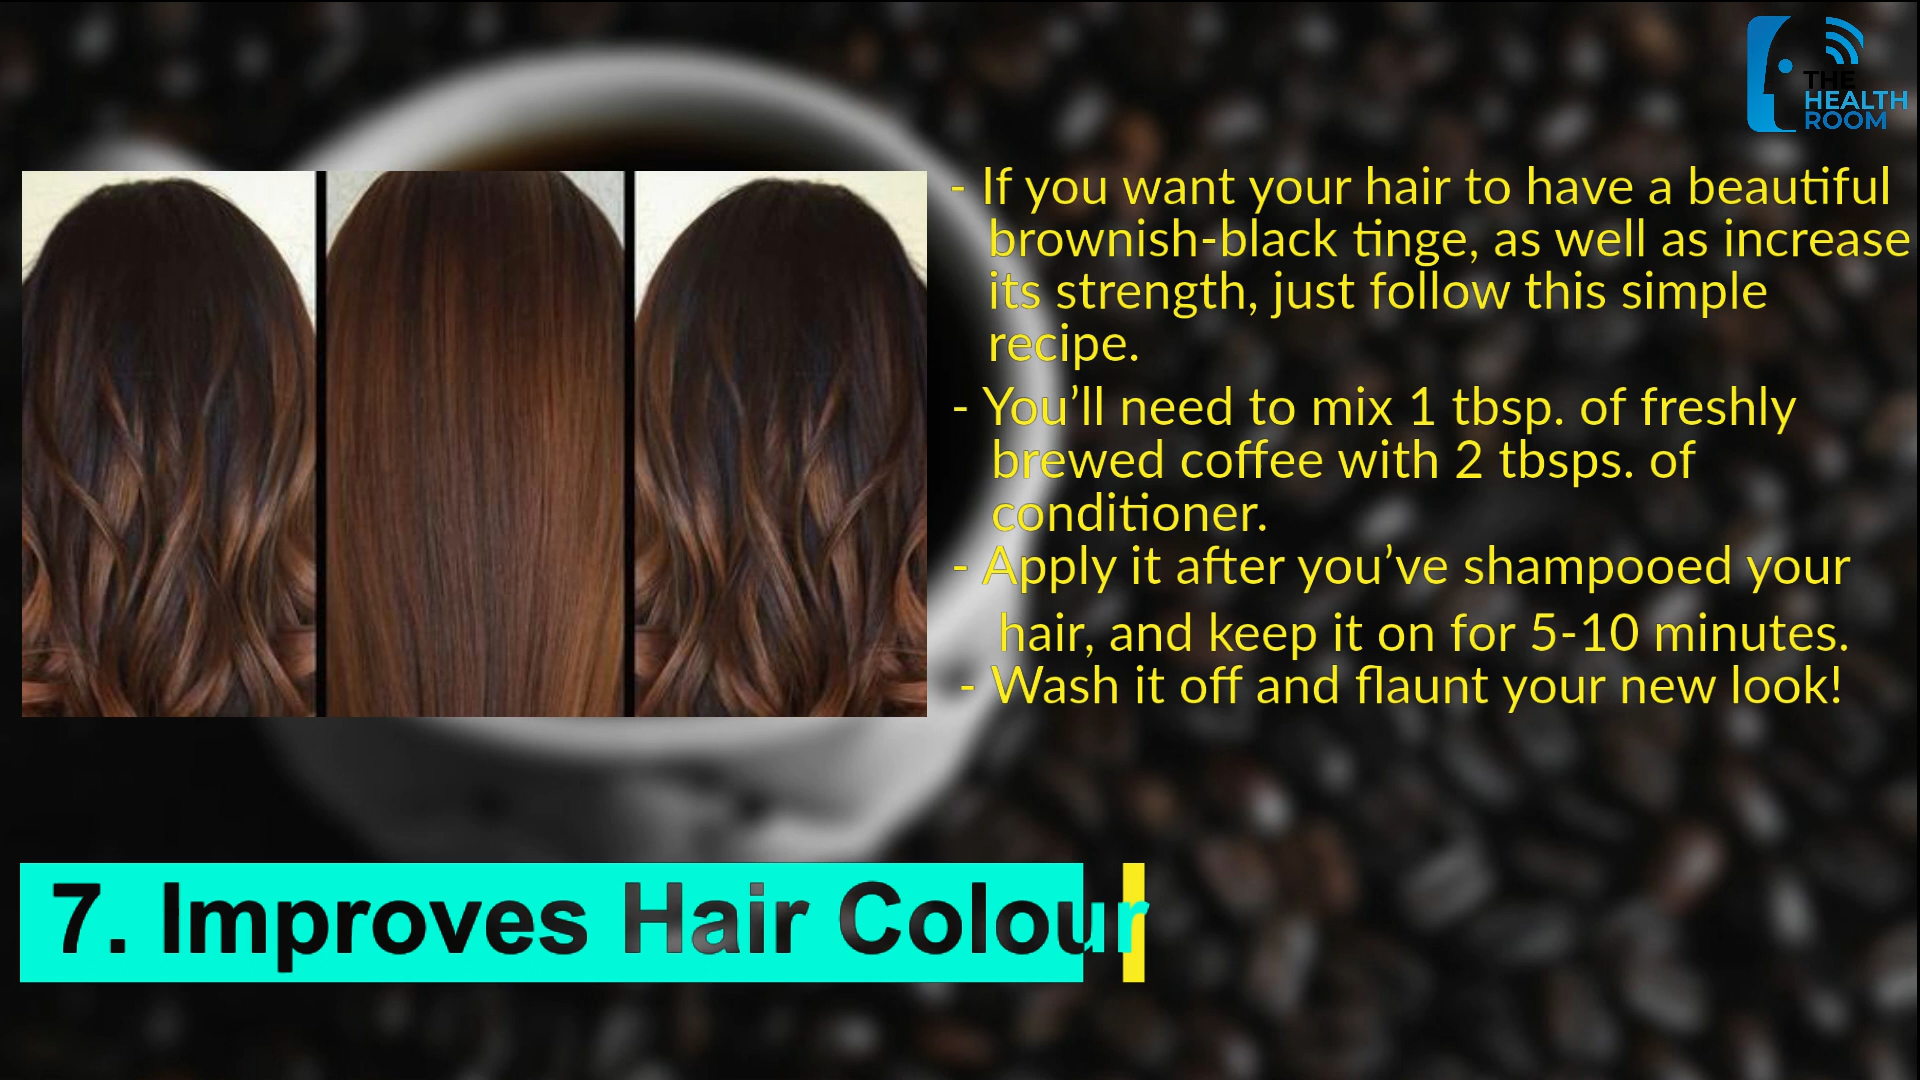 THE
HEALTH
ROOM
- If you want your hair to have a beautiful
brownish-black tinge, as well as increase
its strength, just follow this simple
recipe.
- You’ll need to mix 1 tbsp. of freshly
brewed coffee with 2 tbsps. of
conditioner.
- Apply it after you’ve shampooed your
hair, and keep it on for 5-10 minutes.
- Wash it off and flaunt your new look!
7. Improves Hair Colour